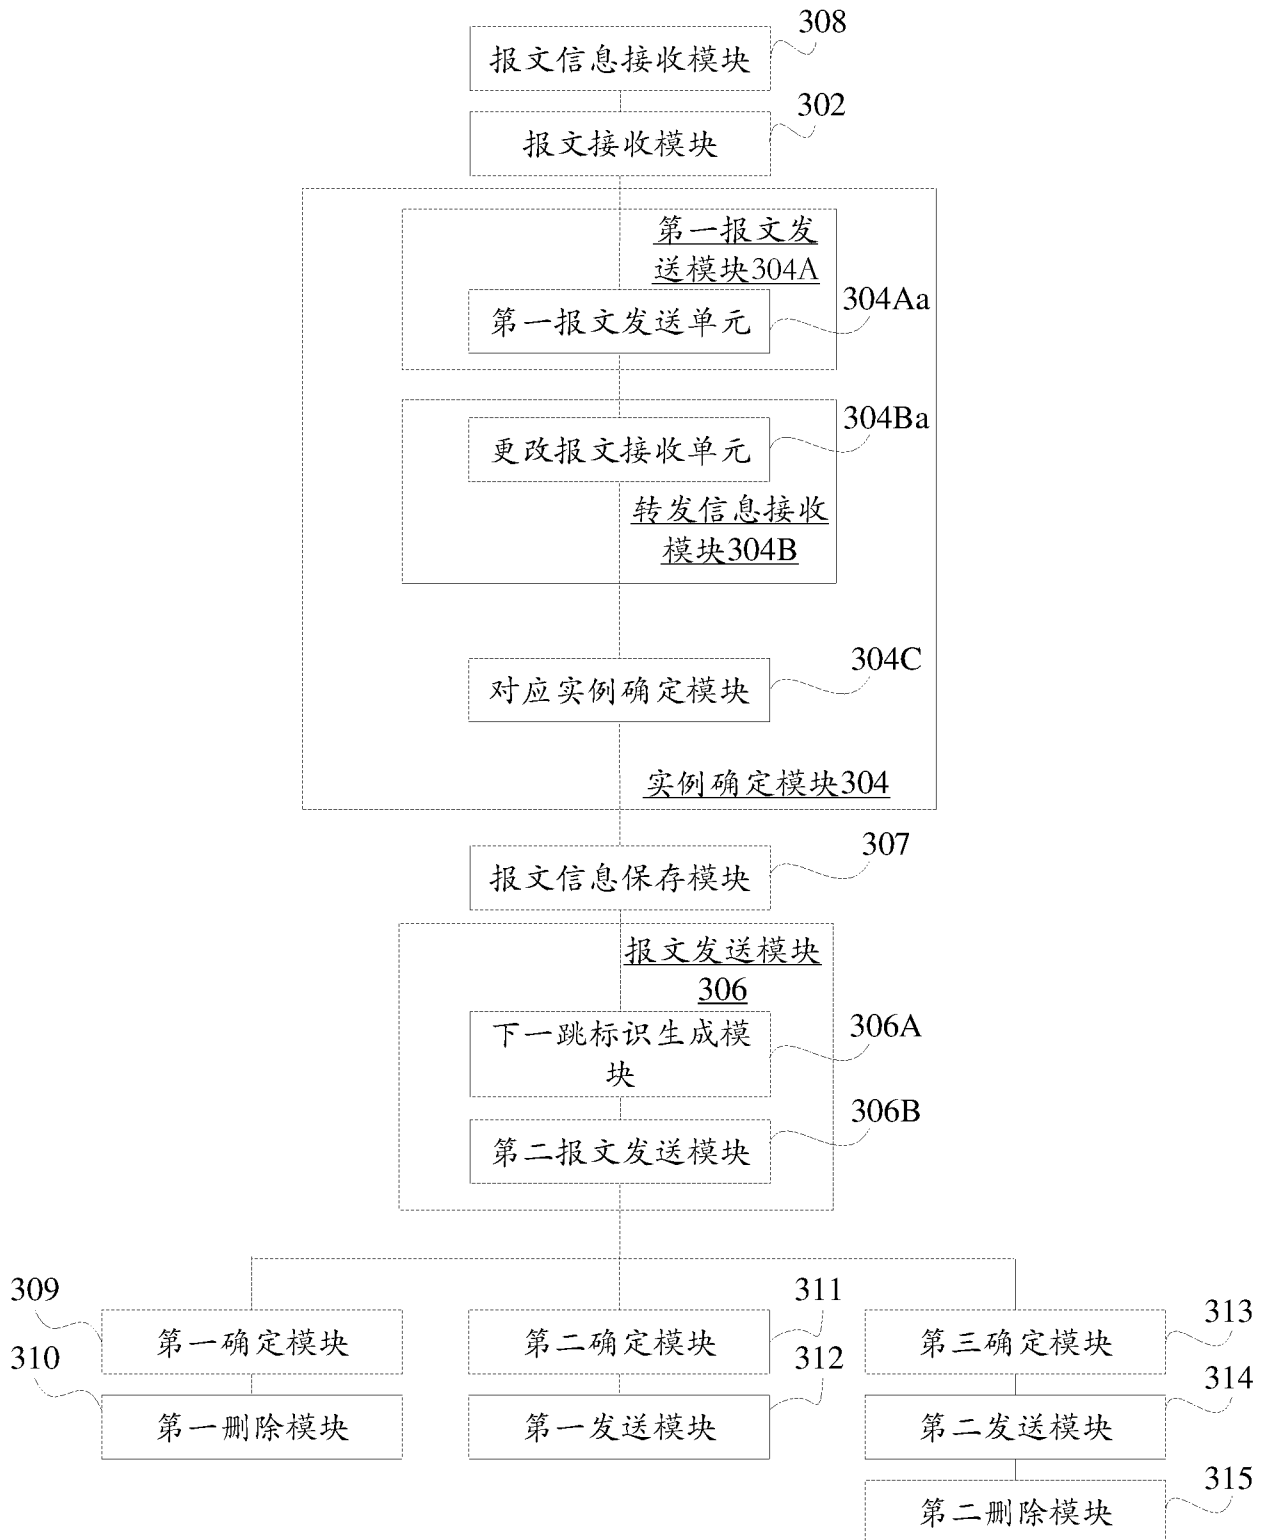 308
报文信息接收模块
302
报文接收模块
第一报文发
送模块304A
304Aa
第一报文发送单元
304Ba
更改报文接收单元
转发信息接收
模块304B
304C
对应实例确定模块
实例确定模块304
307
报文信息保存模块
报文发送模块
306
306A
下一跳标识生成模
块
306B
第二报文发送模块
309
第一确定模块
310
第一删除模块
311
第二确定模块
312
第一发送模块
313
第三确定模块
314
第二发送模块
315
第二删除模块